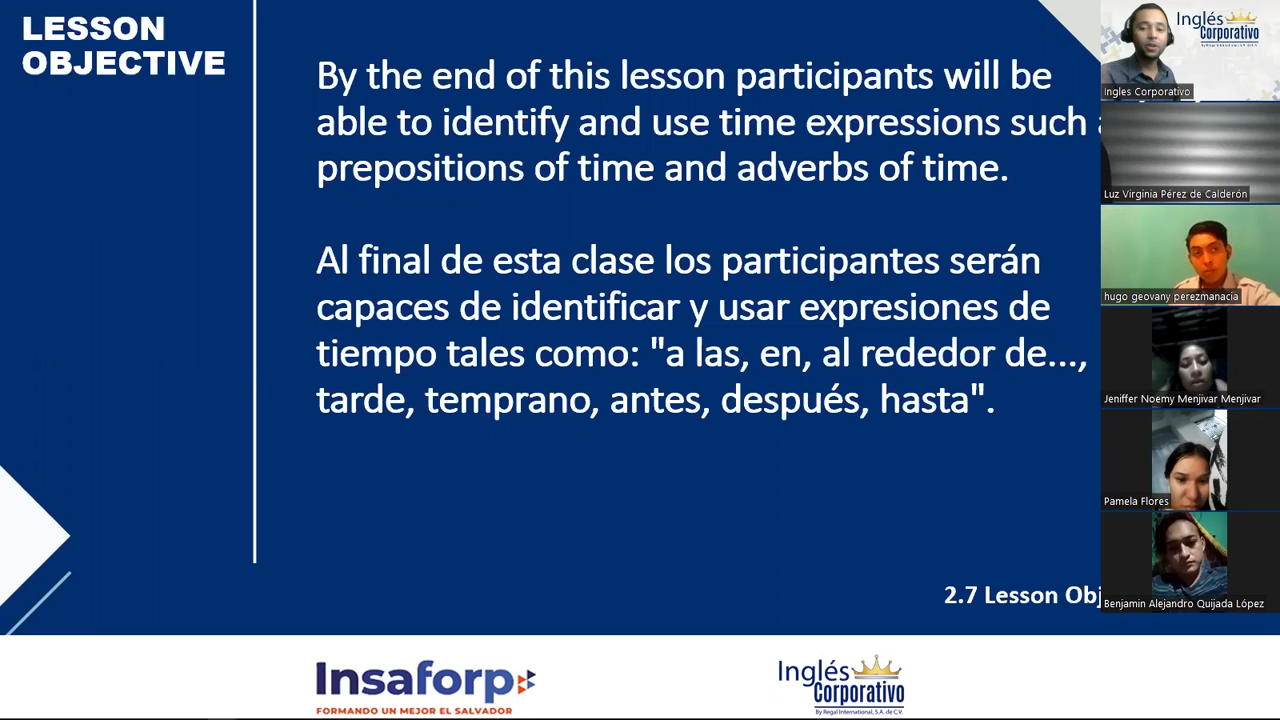 LESSON
OBJECTIVE
By the end of this lesson participants will be
able to identify and use time expressions such
prepositions of time and adverbs of time.
Al final de esta clase los participantes serán
capaces de identificar y usar expresiones de
tiempo tales como: "a las, en, al rededor de...,
tarde, temprano, antes, después, hasta".
2.7 Lesson Obj
Insaforp
FORMANDO UN MEJOR EL SALVADOR
Inglés
Corporativo
By Regal International, S.A. de C.V.
Inglés
Corporativo
Ingles Corporativo
Luz Virginia Pérez de Calderón
hugo geovany perezmanacia
Jeniffer Noemy Menjivar Menjivar
Pamela Flores
Benjamin Alejandro Quijada López